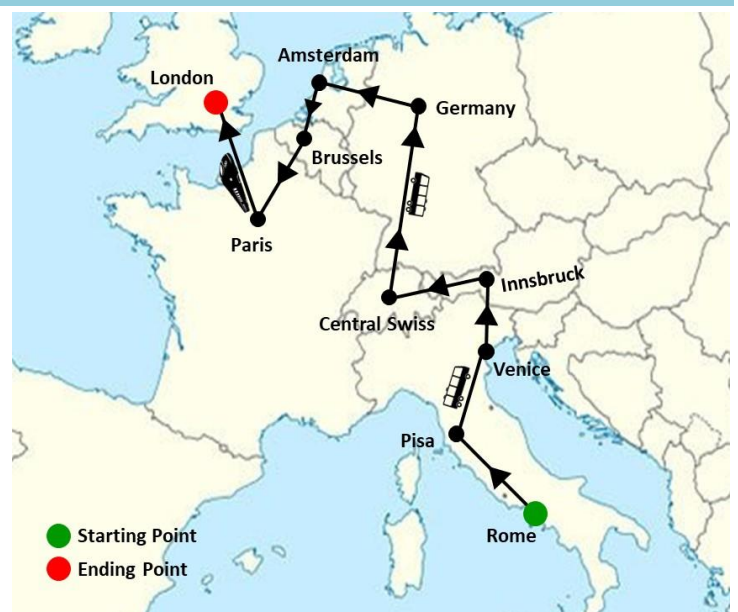 Amsterdam
London
Germany
Brussels
Paris
Innsbruck
Central Swiss
Venice
Pisa
Rome
Starting Point
Ending Point